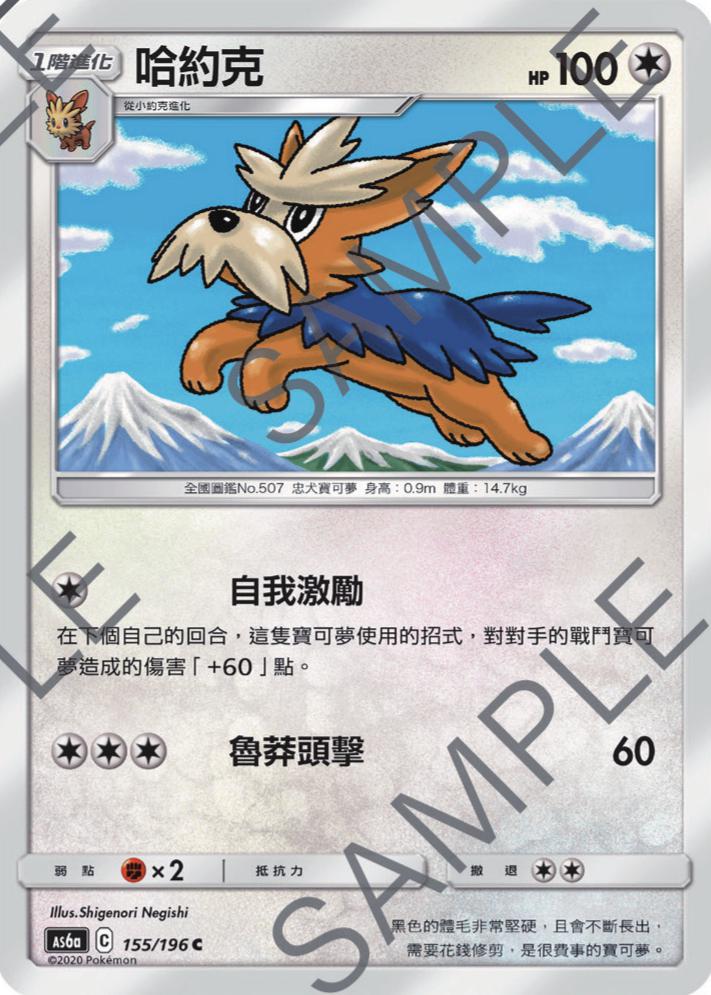 1階進化
哈約克
HP 100
從小約克進化
全國圖鑑No.507 忠犬寶可夢 身高：0.9m 體重：14.7kg
自我激勵
在下個自己的回合，這隻寶可夢使用的招式，對對手的戰鬥寶可
夢造成的傷害「+60」點。
魯莽頭擊 60
弱點 ×2 抵抗力 撤退
Illus.Shigenori Negishi
AS6a C 155/196 C
©2020 Pokémon
黑色的體毛非常堅硬，且會不斷長出，
需要花錢修剪，是很費事的寶可夢。
SAMPLE
SAMPLE